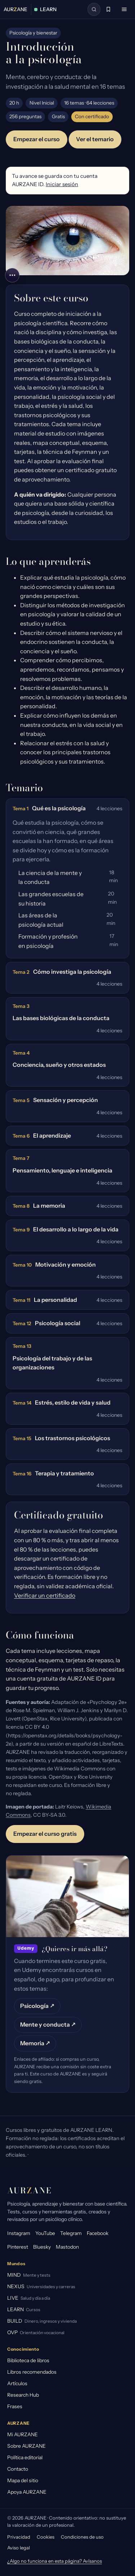 AURZANE LEARN
Psicología y bienestar
Introducción
a la psicología
Mente, cerebro y conducta: de la
investigación a la salud mental en 16 temas
20 h Nivel Inicial 16 temas · 64 lecciones
256 preguntas Gratis Con certificado
Empezar el curso Ver el temario
Tu avance se guarda con tu cuenta
AURZANE ID. Iniciar sesión
Sobre este curso
Curso completo de iniciación a la
psicología científica. Recorre cómo
nació y cómo investiga la disciplina, las
bases biológicas de la conducta, la
conciencia y el sueño, la sensación y la
percepción, el aprendizaje, el
pensamiento y la inteligencia, la
memoria, el desarrollo a lo largo de la
vida, la emoción y la motivación, la
personalidad, la psicología social y del
trabajo, el estrés y la salud, los
trastornos psicológicos y sus
tratamientos. Cada tema incluye
material de estudio con imágenes,
mapa conceptual, esquema,
tarjetas, la técnica de Feynman y un
test. Al aprobar la evaluación final
puedes obtener el certificado gratuito
de aprovechamiento.
A quién va dirigido: Cualquier persona
que quiera una base sólida y científica
de psicología, desde la curiosidad, los
estudios o el trabajo.
Lo que aprenderás
Explicar qué estudia la psicología, cómo
nació como ciencia y cuáles son sus
grandes perspectivas.
Distinguir los métodos de investigación
en psicología y valorar la calidad de un
estudio y su ética.
Describir cómo el sistema nervioso y el
endocrino sostienen la conducta, la
conciencia y el sueño.
Comprender cómo percibimos,
aprendemos, recordamos, pensamos y
resolvemos problemas.
Describir el desarrollo humano, la
emoción, la motivación y las teorías de la
personalidad.
Explicar cómo influyen los demás en
nuestra conducta, en la vida social y en
el trabajo.
Relacionar el estrés con la salud y
conocer los principales trastornos
psicológicos y sus tratamientos.
Temario
Tema 1 Qué es la psicología 4 lecciones
Qué estudia la psicología, cómo se
convirtió en ciencia, qué grandes
escuelas la han formado, en qué áreas
se divide hoy y cómo es la formación
para ejercerla.
La ciencia de la mente y la conducta 18 min
Las grandes escuelas de su historia 20 min
Las áreas de la psicología actual 20 min
Formación y profesión en psicología 17 min
Tema 2 Cómo investiga la psicología
4 lecciones
Tema 3
Las bases biológicas de la conducta
4 lecciones
Tema 4
Conciencia, sueño y otros estados
4 lecciones
Tema 5 Sensación y percepción
4 lecciones
Tema 6 El aprendizaje 4 lecciones
Tema 7
Pensamiento, lenguaje e inteligencia
4 lecciones
Tema 8 La memoria 4 lecciones
Tema 9 El desarrollo a lo largo de la vida
4 lecciones
Tema 10 Motivación y emoción
4 lecciones
Tema 11 La personalidad 4 lecciones
Tema 12 Psicología social 4 lecciones
Tema 13
Psicología del trabajo y de las
organizaciones
4 lecciones
Tema 14 Estrés, estilo de vida y salud
4 lecciones
Tema 15 Los trastornos psicológicos
4 lecciones
Tema 16 Terapia y tratamiento
4 lecciones
Certificado gratuito
Al aprobar la evaluación final completa
con un 80 % o más, y tras abrir al menos
el 80 % de las lecciones, puedes
descargar un certificado de
aprovechamiento con código de
verificación. Es formación libre y no
reglada, sin validez académica oficial.
Verificar un certificado
Cómo funciona
Cada tema incluye lecciones, mapa
conceptual, esquema, tarjetas de repaso, la
técnica de Feynman y un test. Solo necesitas
una cuenta gratuita de AURZANE ID para
guardar tu progreso.
Fuentes y autoría: Adaptación de «Psychology 2e»
de Rose M. Spielman, William J. Jenkins y Marilyn D.
Lovett (OpenStax, Rice University, 2020), publicado con
licencia CC BY 4.0
(https://openstax.org/details/books/psychology-
2e), a partir de su versión en español de LibreTexts.
AURZANE ha revisado la traducción, reorganizado los
temas y añadido ejemplos, actividades, tarjetas,
tests e imágenes de Wikimedia Commons con
licencia propia. OpenStax y Rice University no
respaldan este curso. Es formación libre y
no reglada.
Imagen de portada: Laitr Keiows, Wikimedia
Commons, CC BY-SA 3.0.
Empezar el curso gratis
Udemy ¿Quieres ir más allá?
Cuando termines este curso gratis,
en Udemy encontrarás cursos en
español, de pago, para profundizar en
estos temas:
Psicología ↗
Mente y conducta ↗
Memoria ↗
Enlaces de afiliado: si compras un curso,
AURZANE recibe una comisión sin coste extra
para ti. Este curso de AURZANE es y seguirá
siendo gratis.
Cursos libres y gratuitos de AURZANE LEARN.
Formación no reglada: los certificados acreditan el
aprovechamiento de un curso, no son títulos
oficiales.
AURZANE
Psicología, aprendizaje y bienestar con base científica.
Tests, cursos y herramientas gratis, creados y
revisados por un psicólogo clínico.
Instagram YouTube Telegram Facebook
Pinterest Bluesky Mastodon
Mundos
MIND Mente y tests
NEXUS Universidades y carreras
LIVE Salud y día a día
LEARN Cursos
BUILD Dinero, ingresos y vivienda
OVP Orientación vocacional
Conocimiento
Biblioteca de libros
Libros recomendados
Artículos
Research Hub
Frases
AURZANE
Mi AURZANE
Sobre AURZANE
Política editorial
Contacto
Mapa del sitio
Apoya AURZANE
© 2026 AURZANE · Contenido orientativo: no sustituye
la valoración de un profesional.
Privacidad Cookies Condiciones de uso
Aviso legal
¿Algo no funciona en esta página? Avísanos